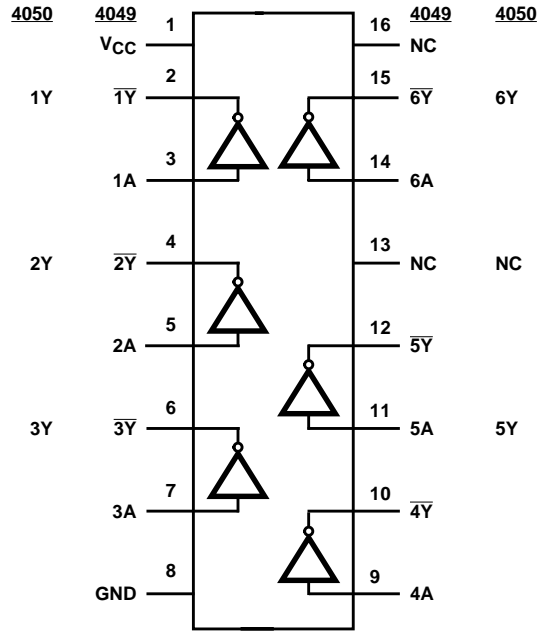 4050 4049 4049 4050
VCC 1 16 NC
1Y 1Y 2 15 6Y 6Y
1A 3 14 6A
2Y 2Y 4 13 NC NC
2A 5 12 5Y
3Y 3Y 6 11 5A 5Y
3A 7 10 4Y
GND 8 9 4A